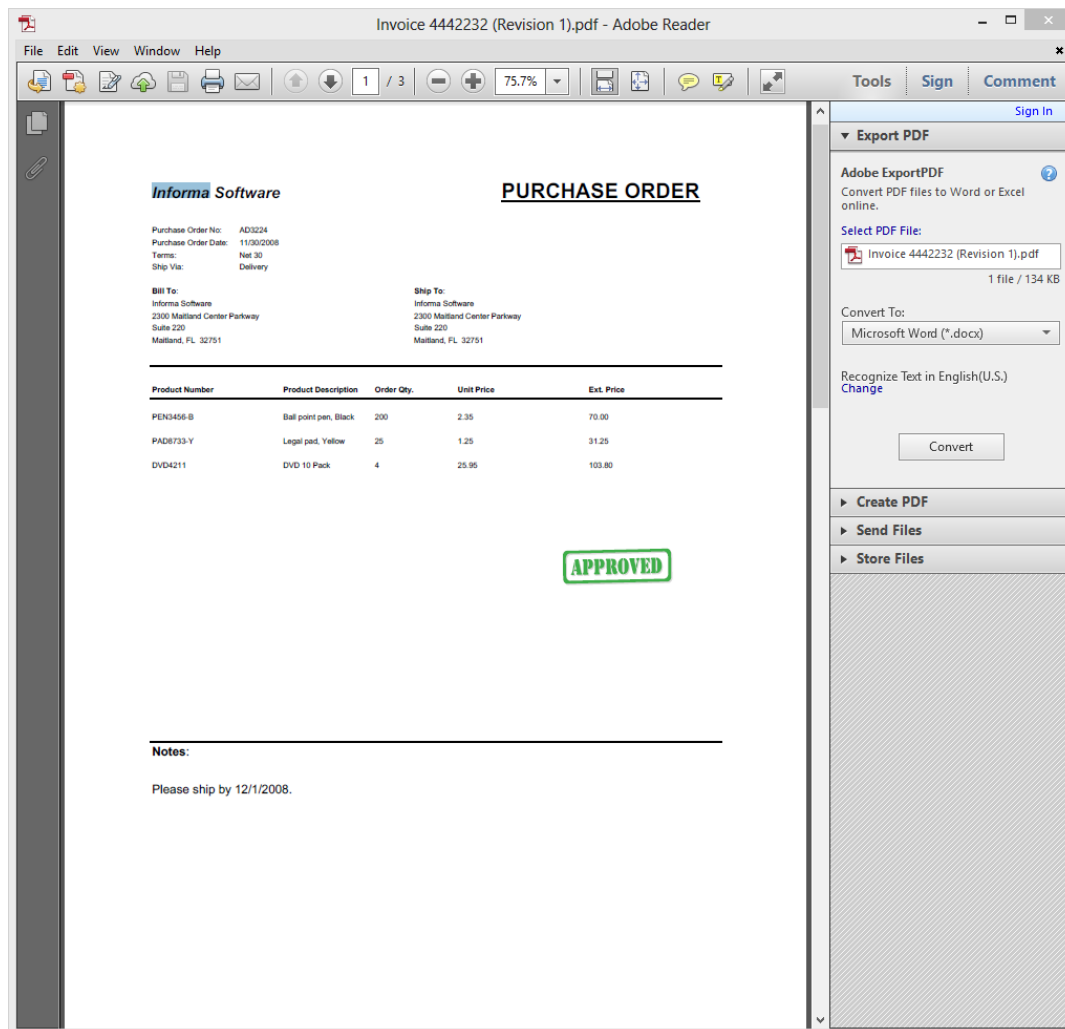 Invoice 4442232 (Revision 1).pdf - Adobe Reader
File Edit View Window Help
1 / 3 75.7% Tools Sign Comment
Sign In
Informa Software PURCHASE ORDER
Purchase Order No: AD3224
Purchase Order Date: 11/30/2008
Terms: Net 30
Ship Via: Delivery
Bill To: Ship To:
Informa Software Informa Software
2300 Maitland Center Parkway 2300 Maitland Center Parkway
Suite 220 Suite 220
Maitland, FL 32751 Maitland, FL 32751
Product Number Product Description Order Qty. Unit Price Ext. Price
PEN3456-B Ball point pen, Black 200 2.35 70.00
PAD8733-Y Legal pad, Yellow 25 1.25 31.25
DVD4211 DVD 10 Pack 4 25.95 103.80
APPROVED
Notes:
Please ship by 12/1/2008.
Export PDF
Adobe ExportPDF
Convert PDF files to Word or Excel
online.
Select PDF File:
Invoice 4442232 (Revision 1).pdf
1 file / 134 KB
Convert To:
Microsoft Word (*.docx)
Recognize Text in English(U.S.)
Change
Convert
Create PDF
Send Files
Store Files